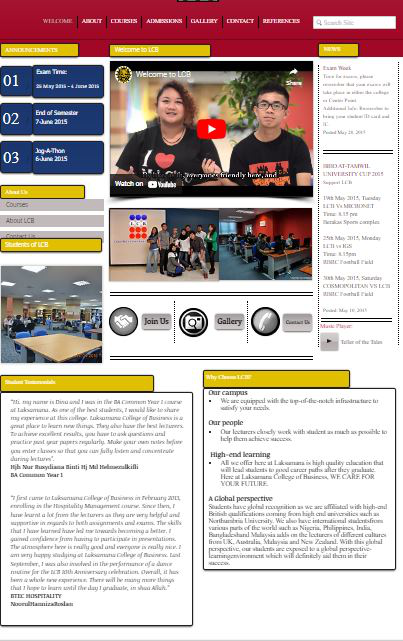 WELCOME ABOUT COURSES ADMISSIONS GALLERY CONTACT REFERENCES
Search Site
ANNOUNCEMENTS
01
Exam Time:
25 May 2015 - 4 June 2015
02
End of Semester
7-June 2015
03
Jog-A-Thon
6-June 2015
About Us
Courses
About LCB
Contact Us
Students of LCB
Welcome to LCB
Welcome to LCB
Share
everyone's friendly here, and
Watch on YouTube
Join Us
Gallery
Contact Us
NEWS
Exam Week
Time for exams, please
remember that your exams will
take place at either the college
or Centre Point.
Additional Info: Remember to
bring your student ID card and
IC.
Posted May 20, 2015
HIBO AT-TAMWIL
UNIVERSITY CUP 2015
Support LCB
19th May 2015, Tuesday
LCB Vs MICRONET
Time: 8.15 pm
Berakas Sports complex
25th May 2015, Monday
LCB vs IGS
Time: 8.15pm
BSRC Football Field
30th May 2015, Saturday
COSMOPOLITAN VS LCB
BSRC Football Field
Posted: May 10, 2015
Music Player:
Teller of the Tales
Student Testimonials
"Hi, my name is Dina and I was in the BA Common Year 1 course
at Laksamana. As one of the best students, I would like to share
my experience at this college. Laksamana College of Business is a
great place to learn new things. They also have the best lecturers.
To achieve excellent results, you have to ask questions and
practice past year papers regularly. Make your own notes before
you enter classes so that you can fully listen and concentrate
during lectures".
Hjh Nur Rusydiana Binti Hj Md Helmezulkifli
BA Common Year 1
"I first came to Laksamana College of Business in February 2013,
enrolling in the Hospitality Management course. Since then, I
have learnt a lot from the lecturers as they are very helpful and
supportive in regards to both assignments and exams. The skills
that I have learned have led me towards becoming a better. I
gained confidence from having to participate in presentations.
The atmosphere here is really good and everyone is really nice. I
am very happy studying at Laksamana College of Business. Last
September, I was also involved in the performance of a dance
routine for the LCB 10th Anniversary celebration. Overall, it has
been a whole new experience. There will be many more things
that I have to learn until the day I graduate, in shaa Allah."
BTEC HOSPITALITY
NoorulHannizaRoslan
Why Choose LCB?
Our campus
• We are equipped with the top-of-the-notch infrastructure to
satisfy your needs.
Our people
• Our lecturers closely work with student as much as possible to
help them achieve success.
High-end learning
• All we offer here at Laksamana is high quality education that
will lead students to good career paths after they graduate.
Here at Laksamana College of Business, WE CARE FOR
YOUR FUTURE.
A Global perspective
Students have global recognition as we are affiliated with high-end
British qualifications coming from high end universities such as
Northumbria University. We also have international studentsfrom
various parts of the world, such as Pakistan, Philippines, India,
Bangladeshand Malaysia adds on the lecturers of different cultures
from UK, Australia, Malaysia and New Zealand. With this global
perspective, our students are exposed to a global perspective-
learningenvironment which will definitely aid them in their
success.